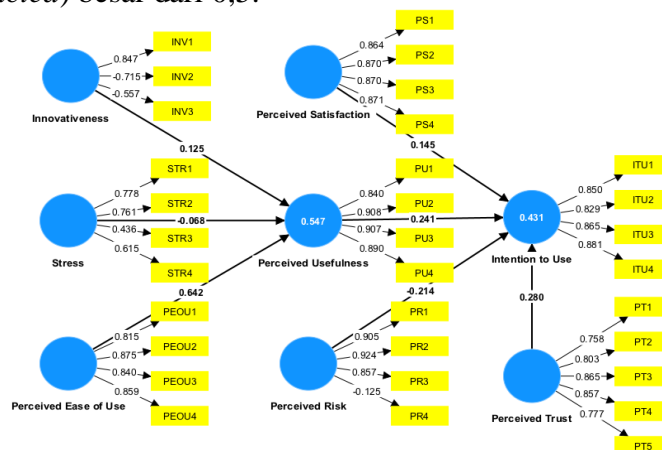 besar dari 0,5.
INV1
0.847
INV2
-0.715
INV3
-0.557
Innovativeness
0.125
PS1
0.864
PS2
0.870
PS3
0.870
PS4
0.871
Perceived Satisfaction
0.145
STR1
0.778
STR2
0.761
STR3
0.436
STR4
0.615
Stress
-0.068
PU1
0.840
PU2
0.908
PU3
0.907
PU4
0.890
0.547
Perceived Usefulness
0.241
ITU1
0.850
ITU2
0.829
ITU3
0.865
ITU4
0.881
0.431
Intention to Use
0.642
PEOU1
0.815
PEOU2
0.875
PEOU3
0.840
PEOU4
0.859
Perceived Ease of Use
-0.214
PR1
0.905
PR2
0.924
PR3
0.857
PR4
-0.125
Perceived Risk
0.280
PT1
0.758
PT2
0.803
PT3
0.865
PT4
0.857
PT5
0.777
Perceived Trust